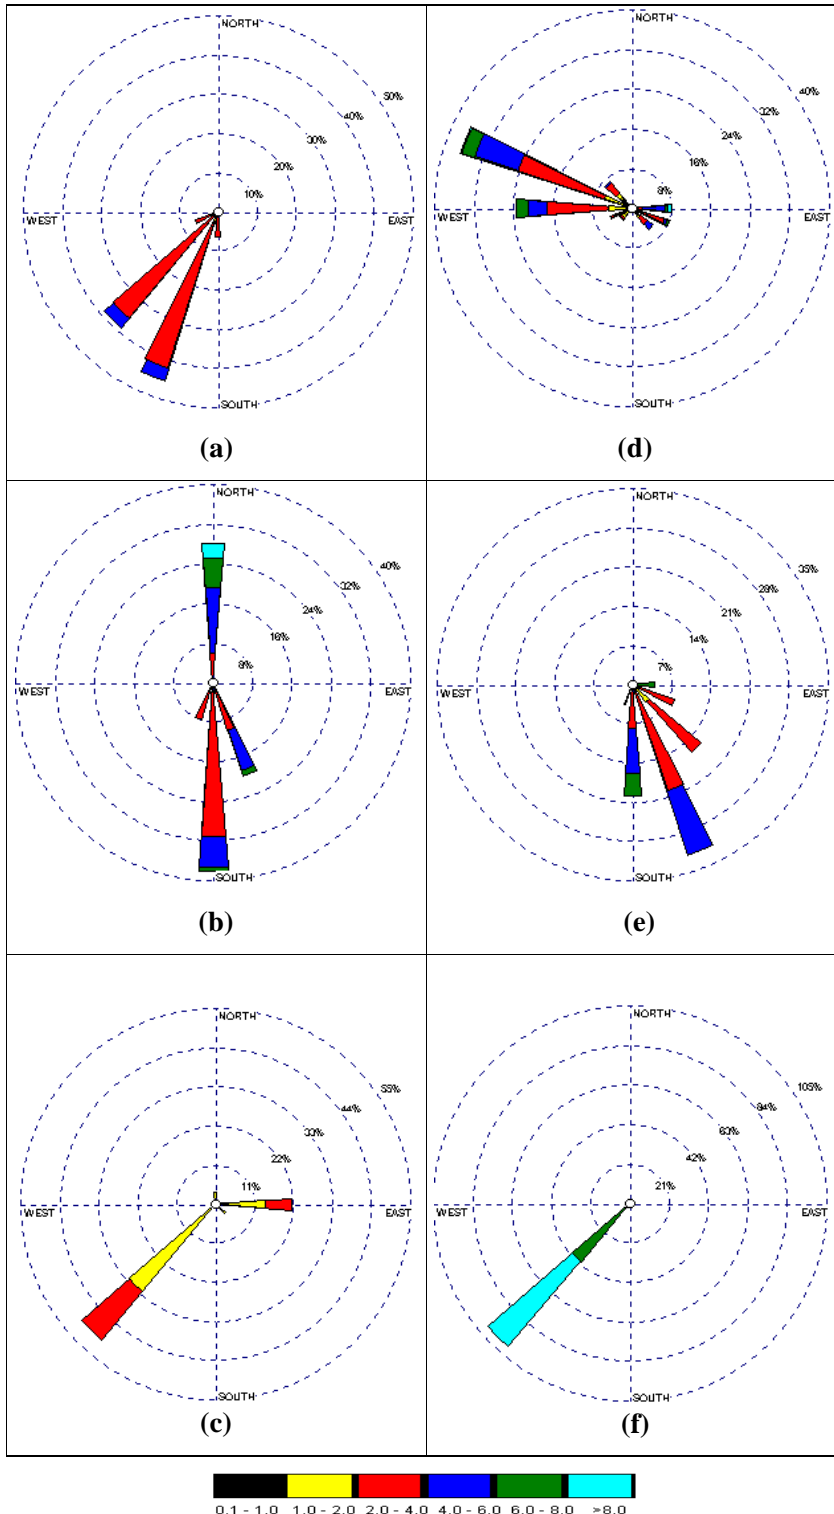 NORTH
50%
40%
30%
20%
10%
WEST
EAST
SOUTH
(a)
NORTH
40%
32%
24%
16%
8%
WEST
EAST
SOUTH
(d)
NORTH
40%
32%
24%
16%
8%
WEST
EAST
SOUTH
(b)
NORTH
35%
28%
21%
14%
7%
WEST
EAST
SOUTH
(e)
NORTH
55%
44%
33%
22%
11%
WEST
EAST
SOUTH
(c)
NORTH
105%
84%
63%
42%
21%
WEST
EAST
SOUTH
(f)
0.1 - 1.0 1.0 - 2.0 2.0 - 4.0 4.0 - 6.0 6.0 - 8.0 >8.0